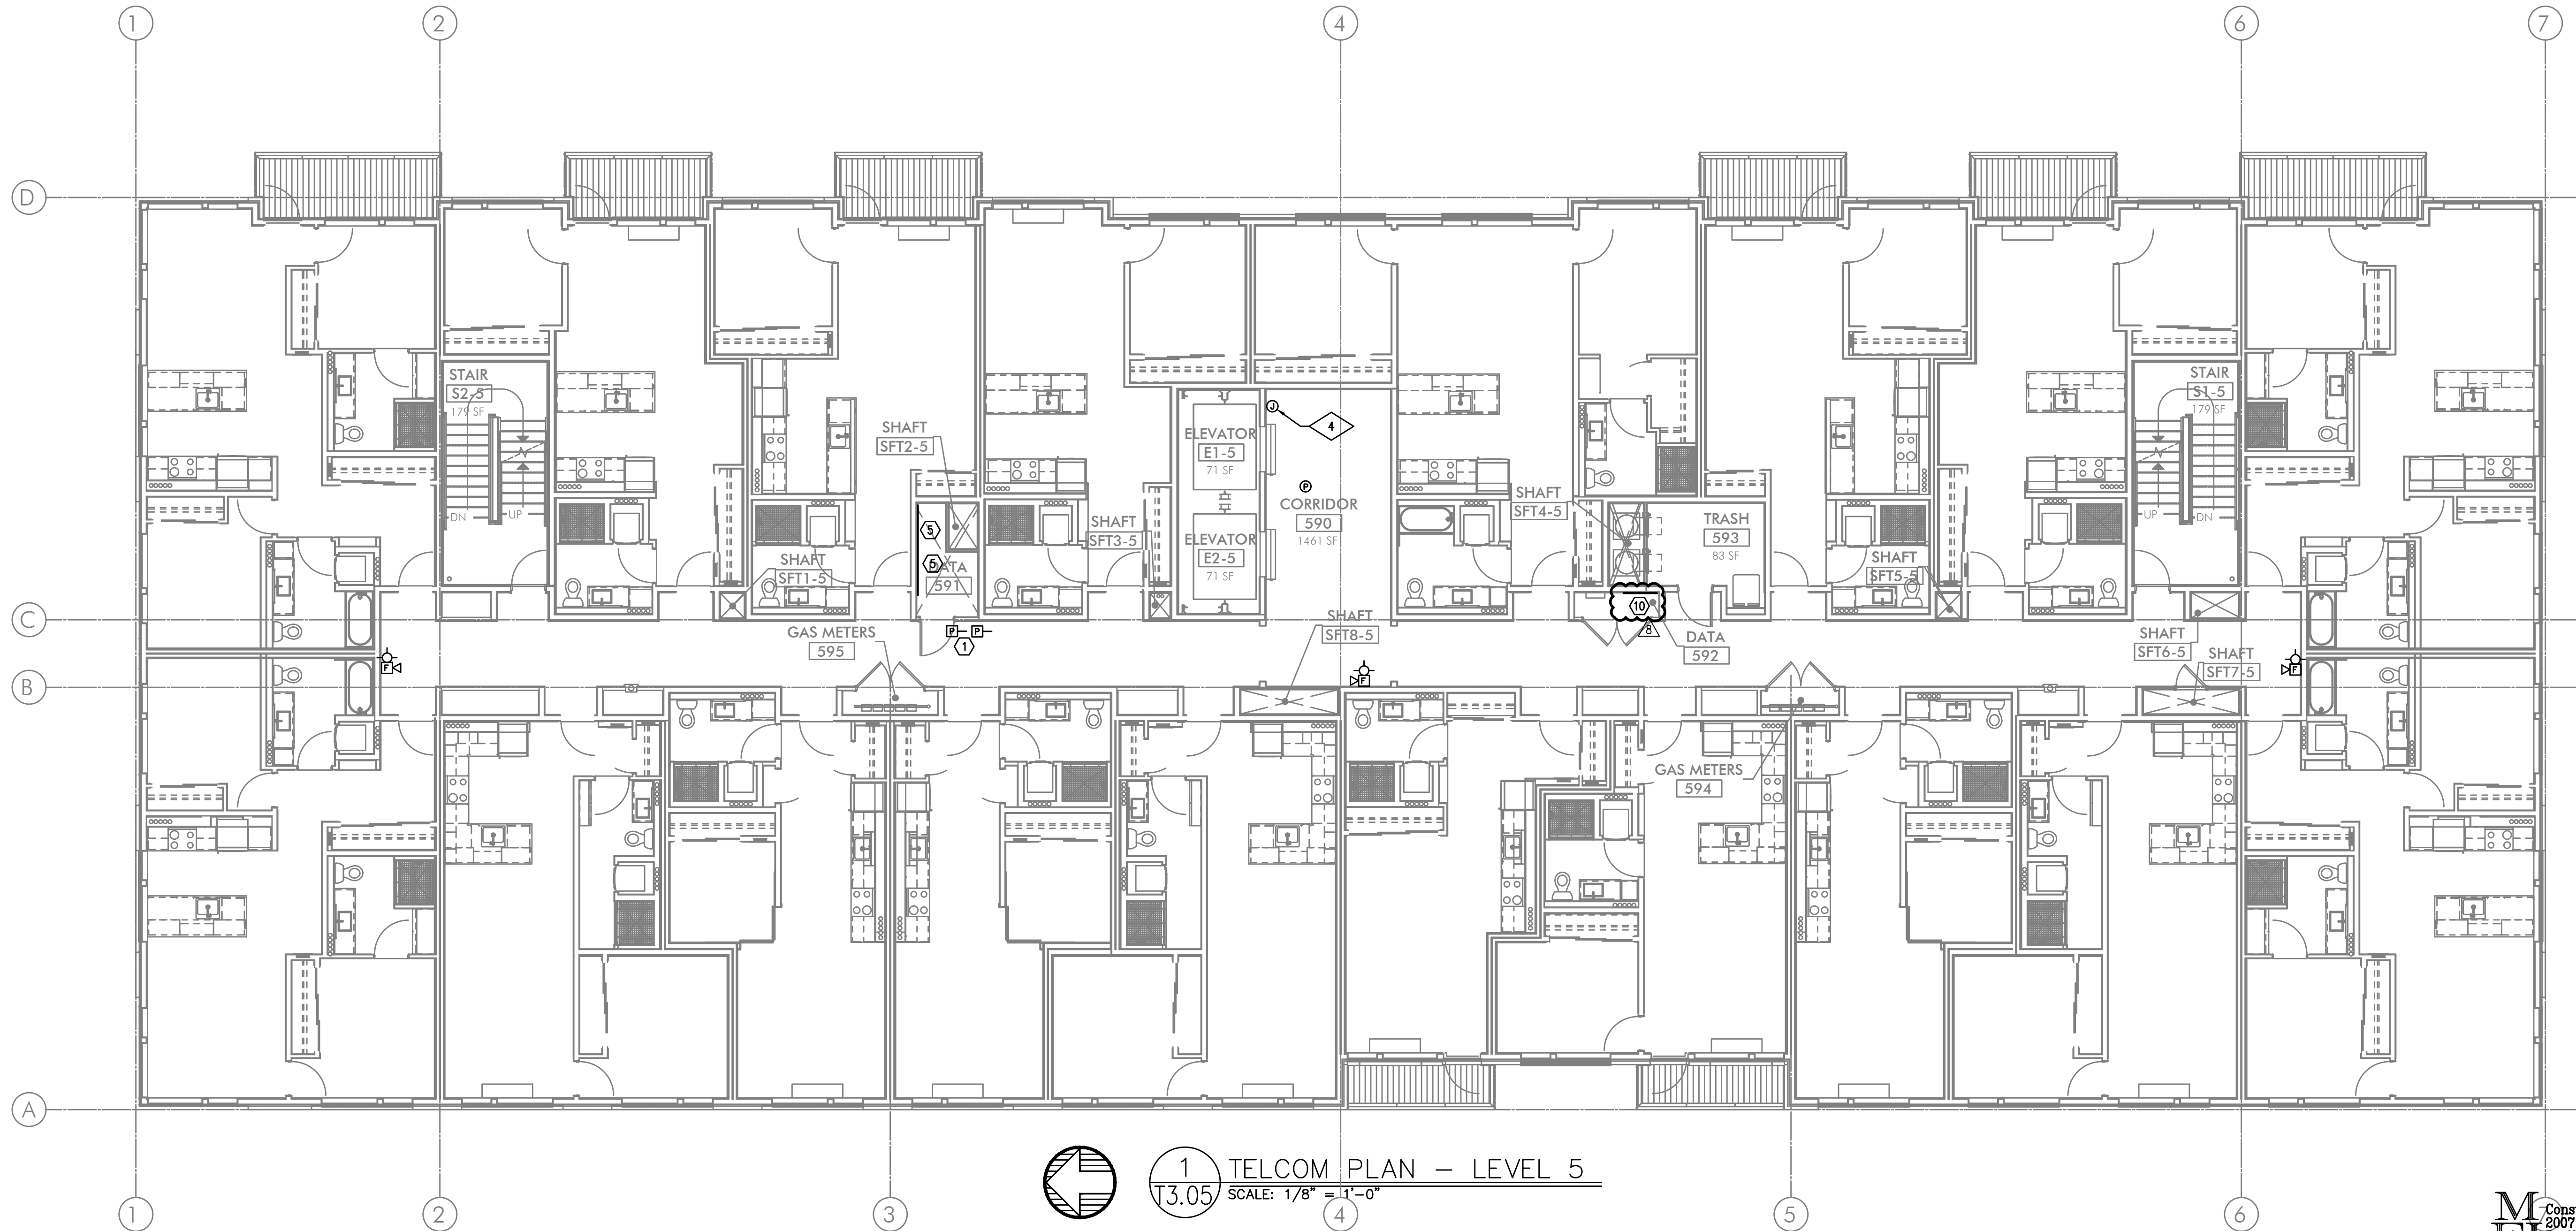 1 2 4 6 7
D
STAIR
S2-5
179 SF
DN
UP
SHAFT
SFT2-5
SHAFT
SFT1-5
5
5
DATA
591
SHAFT
SFT3-5
ELEVATOR
E1-5
71 SF
ELEVATOR
E2-5
71 SF
J
4
P
CORRIDOR
590
1461 SF
SHAFT
SFT4-5
TRASH
593
83 SF
SHAFT
SFT5-5
STAIR
S1-5
179 SF
UP
DN
C
GAS METERS
595
P P
1
SHAFT
SFT8-5
10
8
DATA
592
SHAFT
SFT6-5
SHAFT
SFT7-5
F
F
F
B
GAS METERS
594
A
1
T3.05
TELCOM PLAN – LEVEL 5
SCALE: 1/8" = 1'-0"
1 2 3 4 5 6
M
Cons
2007